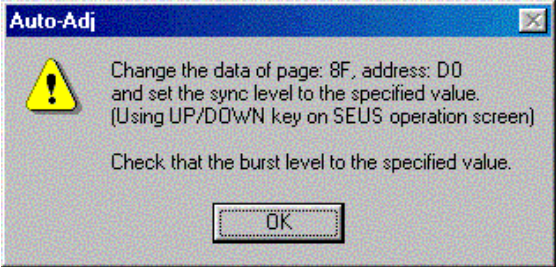 Auto-Adj
Change the data of page: 8F, address: D0
and set the sync level to the specified value.
(Using UP/DOWN key on SEUS operation screen)
Check that the burst level to the specified value.
OK